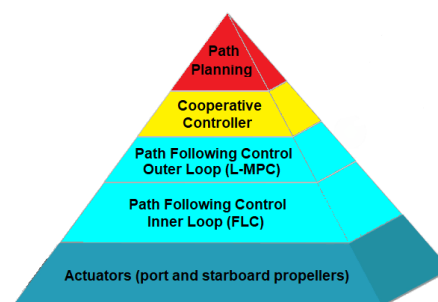 Path
Planning
Cooperative
Controller
Path Following Control
Outer Loop (L-MPC)
Path Following Control
Inner Loop (FLC)
Actuators (port and starboard propellers)